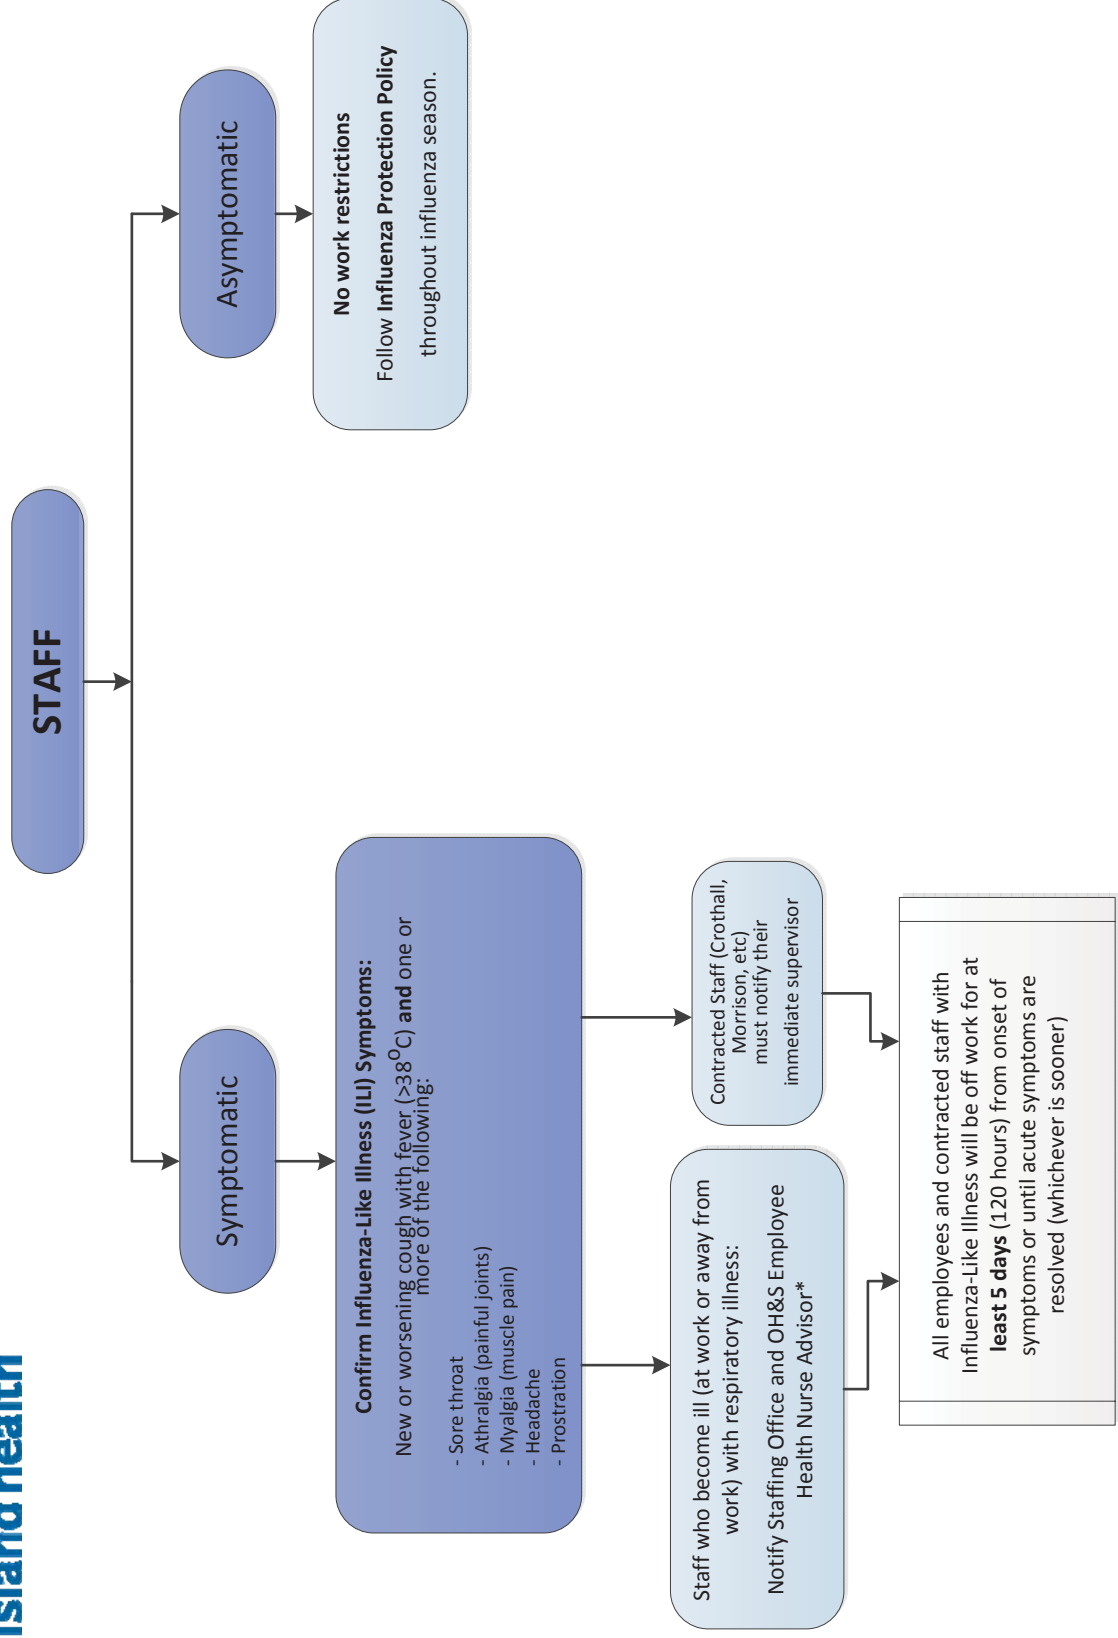 island health
STAFF
Symptomatic
Asymptomatic
Confirm Influenza-Like Illness (ILI) Symptoms:
New or worsening cough with fever (>38⁰C) and one or
more of the following:
- Sore throat
- Athralgia (painful joints)
- Myalgia (muscle pain)
- Headache
- Prostration
No work restrictions
Follow Influenza Protection Policy
throughout influenza season.
Staff who become ill (at work or away from
work) with respiratory illness:
Notify Staffing Office and OH&S Employee
Health Nurse Advisor*
Contracted Staff (Crothall,
Morrison, etc)
must notify their
immediate supervisor
All employees and contracted staff with
Influenza-Like Illness will be off work for at
least 5 days (120 hours) from onset of
symptoms or until acute symptoms are
resolved (whichever is sooner)